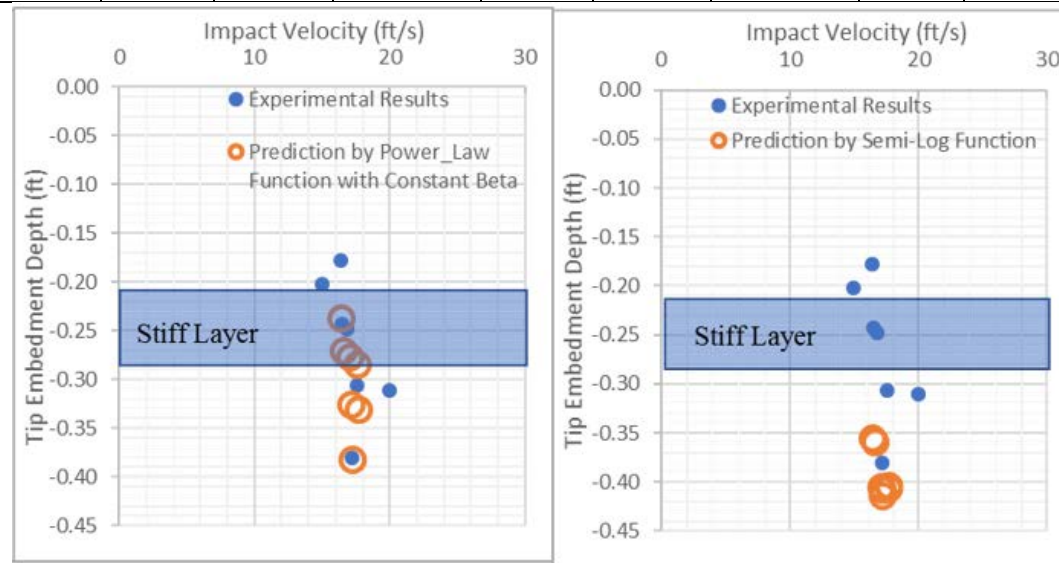 Impact Velocity (ft/s)
0 10 20 30
0.00
-0.05
-0.10
-0.15
-0.20
-0.25
-0.30
-0.35
-0.40
-0.45
Tip Embedment Depth (ft)
Experimental Results
Prediction by Power_Law
Function with Constant Beta
Stiff Layer
Impact Velocity (ft/s)
0 10 20 30
0.00
-0.05
-0.10
-0.15
-0.20
-0.25
-0.30
-0.35
-0.40
-0.45
Tip Embedment Depth (ft)
Experimental Results
Prediction by Semi-Log Function
Stiff Layer